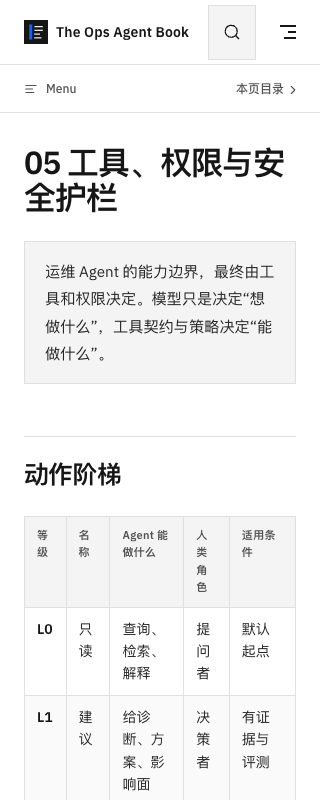 The Ops Agent Book
Menu
本页目录
05 工具、权限与安
全护栏
运维 Agent 的能力边界，最终由工
具和权限决定。模型只是决定“想
做什么”，工具契约与策略决定“能
做什么”。
动作阶梯
等级 名称 Agent 能做什么 人类角色 适用条件
L0 只读 查询、检索、解释 提问者 默认起点
L1 建议 给诊断、方案、影响面 决策者 有证据与评测